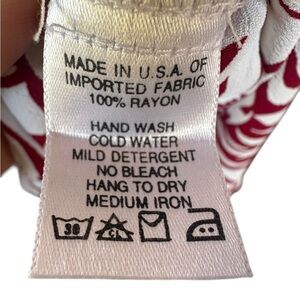 MADE IN U.S.A. OF
IMPORTED FABRIC
100% RAYON
HAND WASH
COLD WATER
MILD DETERGENT
NO BLEACH
HANG TO DRY
MEDIUM IRON
30 CL